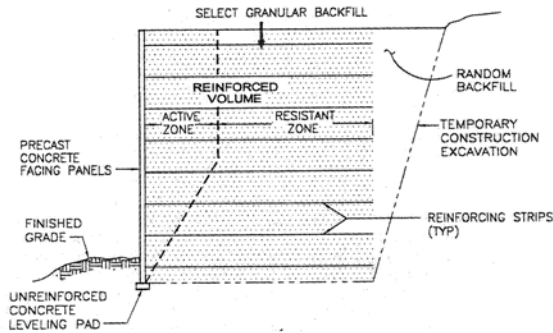 SELECT GRANULAR BACKFILL
REINFORCED
VOLUME
RANDOM
BACKFILL
ACTIVE
ZONE
RESISTANT
ZONE
TEMPORARY
CONSTRUCTION
EXCAVATION
PRECAST
CONCRETE
FACING PANELS
FINISHED
GRADE
REINFORCING STRIPS
(TYP)
UNREINFORCED
CONCRETE
LEVELING PAD